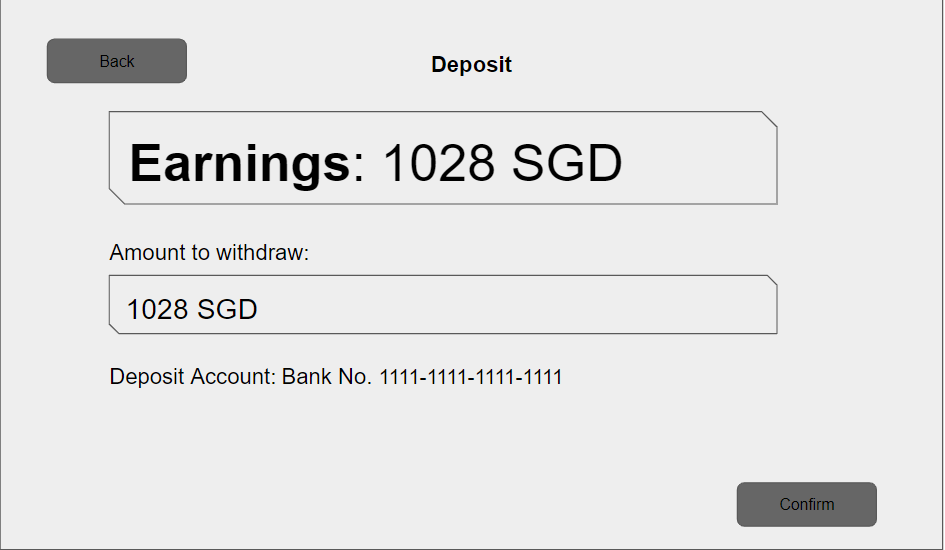 Back
Deposit
Earnings: 1028 SGD
Amount to withdraw:
1028 SGD
Deposit Account: Bank No. 1111-1111-1111-1111
Confirm